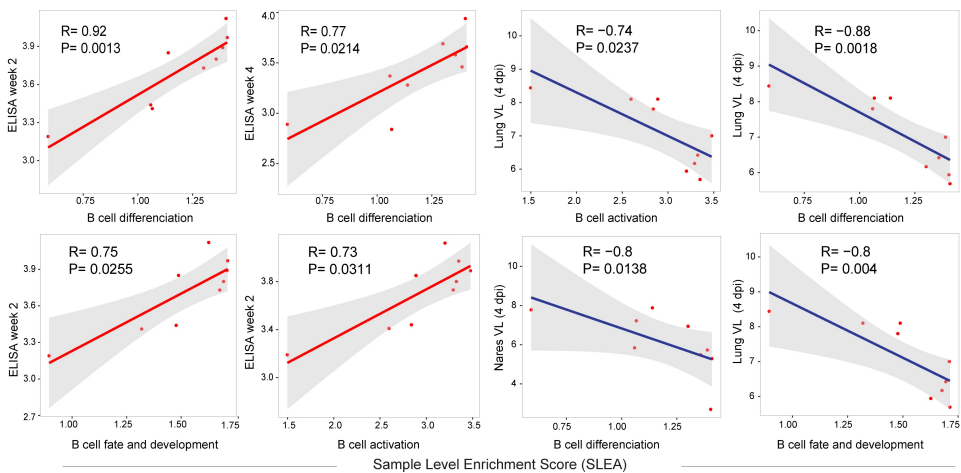 R= 0.92
P= 0.0013
ELISA week 2
3.9
3.6
3.3
3.0
0.75
1.00
1.25
B cell differenciation
R= 0.77
P= 0.0214
ELISA week 4
4.0
3.5
3.0
2.5
0.75
1.00
1.25
B cell differenciation
R= −0.74
P= 0.0237
Lung VL (4 dpi)
10
8
7
6
1.5
2.0
2.5
3.0
3.5
B cell activation
R= −0.88
P= 0.0018
Lung VL (4 dpi)
10
9
8
7
6
0.75
1.00
1.25
B cell differenciation
R= 0.75
P= 0.0255
ELISA week 2
3.9
3.6
3.3
3.0
2.7
1.00
1.25
1.50
1.75
B cell fate and development
R= 0.73
P= 0.0311
ELISA week 2
3.9
3.6
3.4
3.0
1.5
2.0
2.5
3.0
3.5
B cell activation
R= −0.8
P= 0.0138
Nares VL (4 dpi)
10
8
6
4
0.75
1.00
1.25
B cell differenciation
R= −0.8
P= 0.004
Lung VL (4 dpi)
10
9
8
7
6
1.00
1.25
1.50
1.75
B cell fate and development
Sample Level Enrichment Score (SLEA)